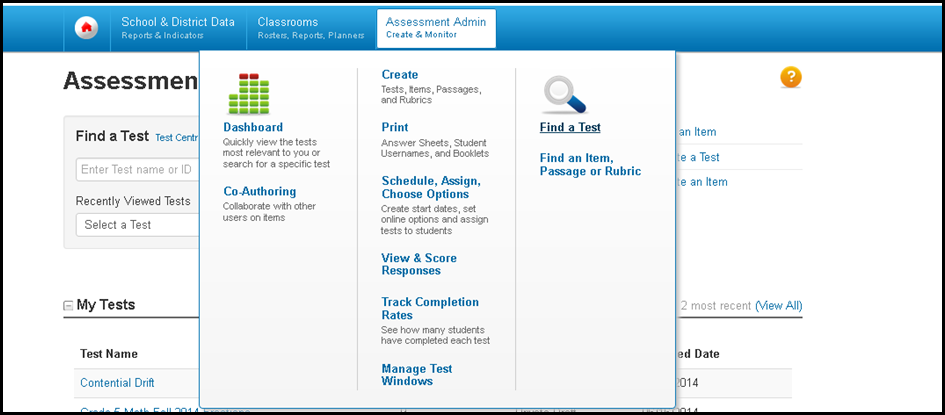 School & District Data
Reports & Indicators
Classrooms
Rosters, Reports, Planners
Assessment Admin
Create & Monitor
Assessmen
?
Find a Test Test Centr
Enter Test name or ID
Recently Viewed Tests
Select a Test
Dashboard
Quickly view the tests
most relevant to you or
search for a specific test
Co-Authoring
Collaborate with other
users on items
Create
Tests, Items, Passages,
and Rubrics
Print
Answer Sheets, Student
Usernames, and Booklets
Schedule, Assign,
Choose Options
Create start dates, set
online options and assign
tests to students
View & Score
Responses
Track Completion
Rates
See how many students
have completed each test
Manage Test
Windows
Find a Test
Find an Item,
Passage or Rubric
an Item
e a Test
e an Item
My Tests
2 most recent (View All)
Test Name
ed Date
Contential Drift
2014